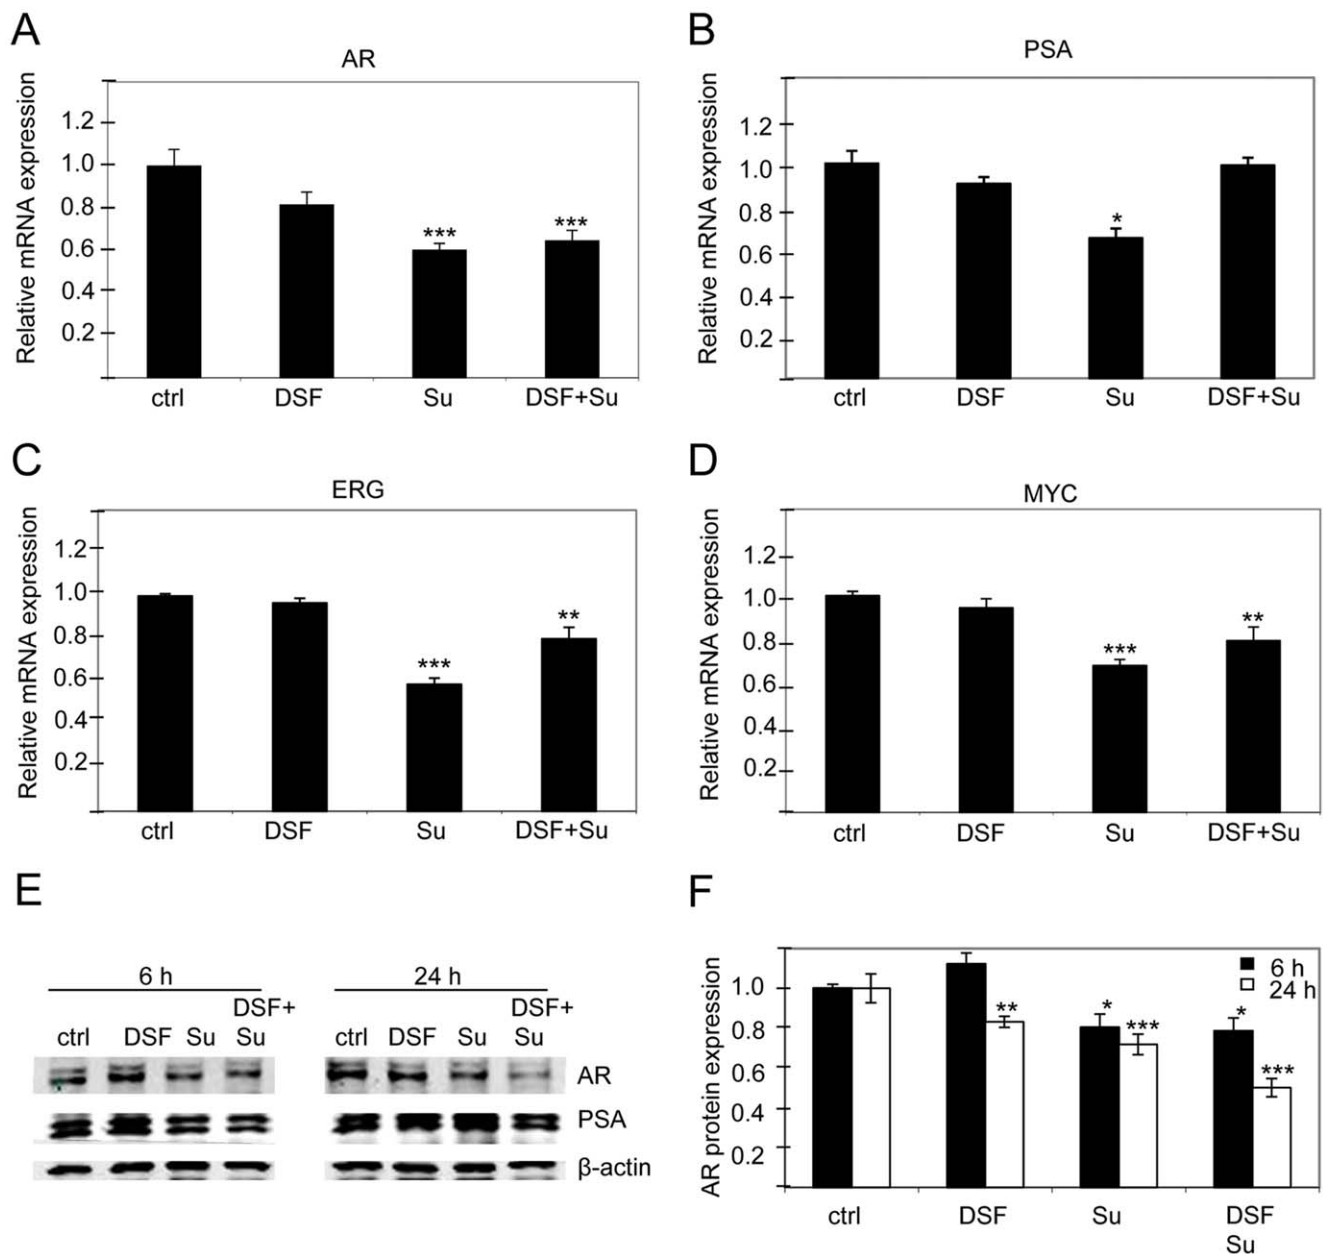 A
AR
Relative mRNA expression
1.2
1.0
0.8
0.6
0.4
0.2
***
***
ctrl DSF Su DSF+Su
B
PSA
Relative mRNA expression
1.2
1.0
0.8
0.6
0.4
0.2
*
ctrl DSF Su DSF+Su
C
ERG
Relative mRNA expression
1.2
1.0
0.8
0.6
0.4
0.2
***
**
ctrl DSF Su DSF+Su
D
MYC
Relative mRNA expression
1.2
1.0
0.8
0.6
0.4
0.2
***
**
ctrl DSF Su DSF+Su
E
6 h 24 h
DSF+ DSF+
ctrl DSF Su Su ctrl DSF Su Su
AR
PSA
β-actin
F
AR protein expression
1.0
0.8
0.6
0.4
0.2
6 h
24 h
**
*
***
*
***
ctrl DSF Su DSF
Su